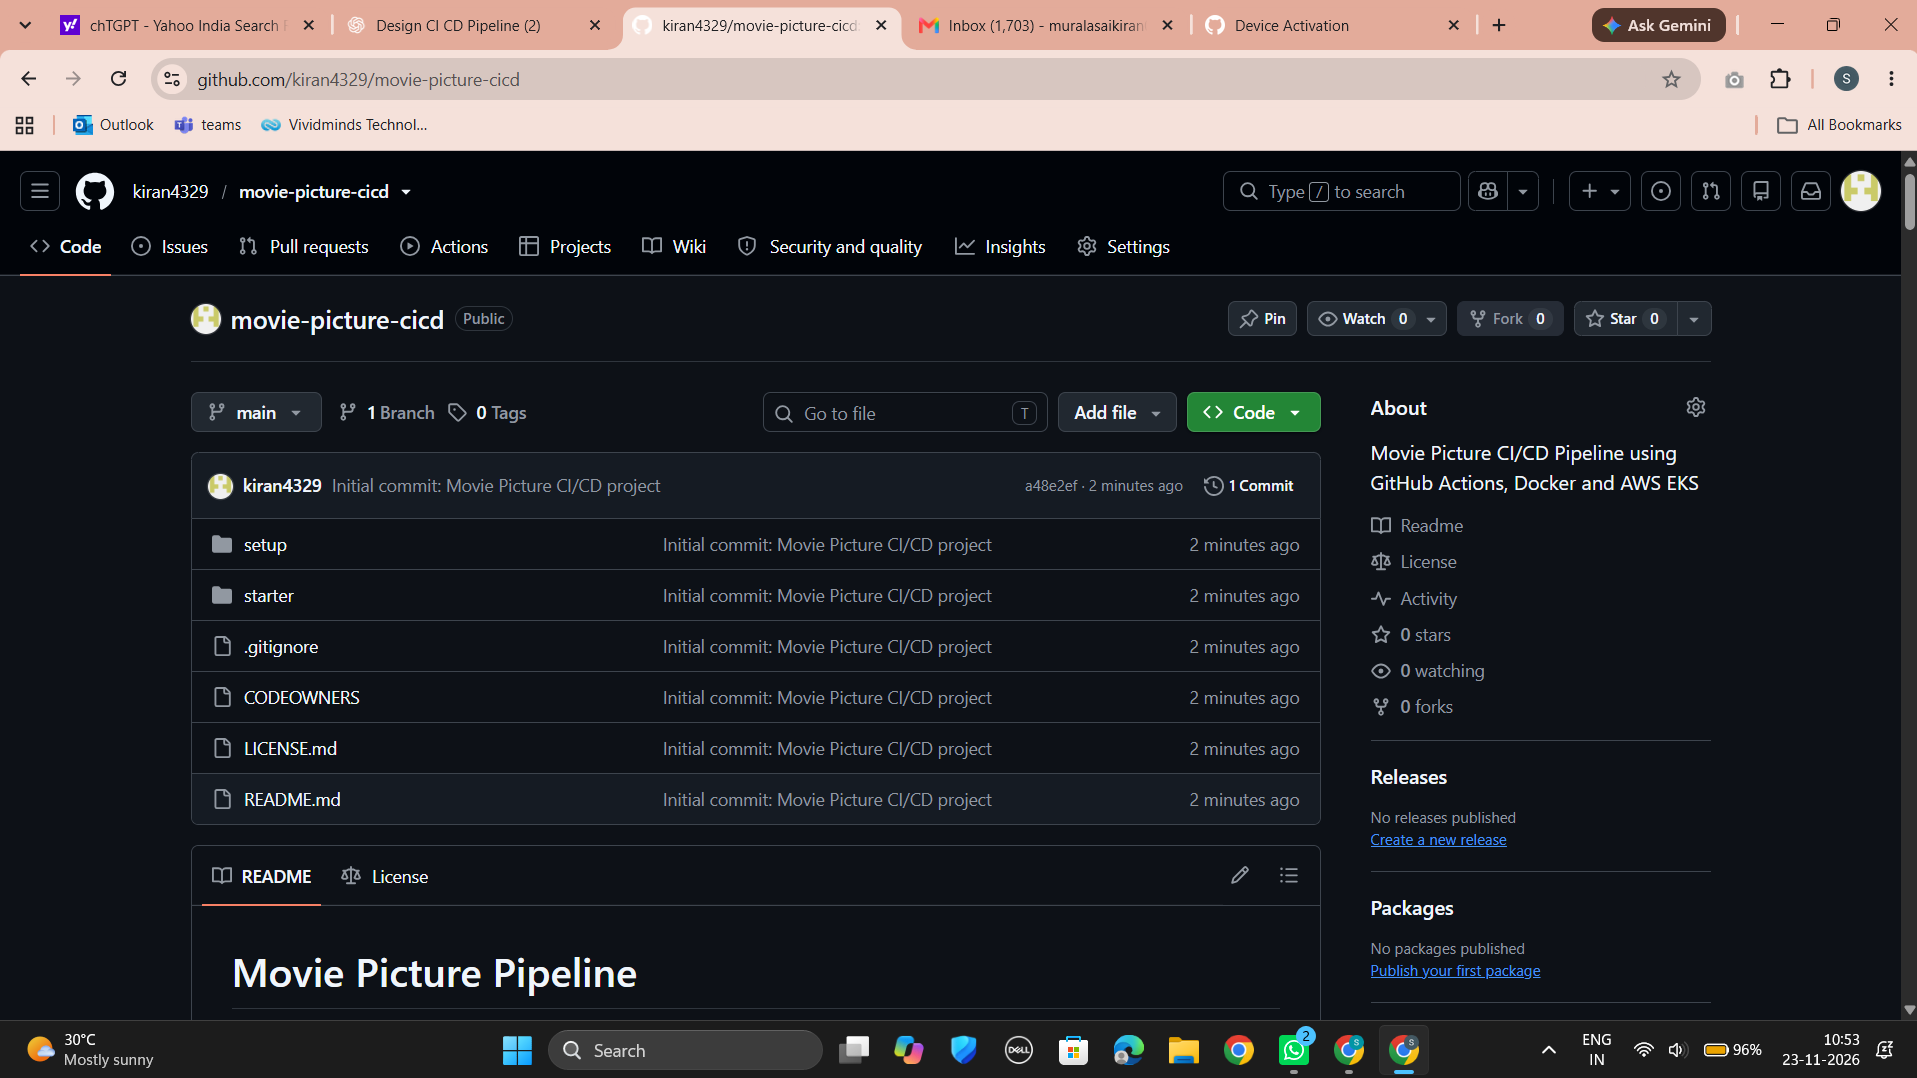 chTGPT - Yahoo India Search
Design CI CD Pipeline (2)
kiran4329/movie-picture-cicd:
Inbox (1,703) - muralasaikiran
Device Activation
Ask Gemini
github.com/kiran4329/movie-picture-cicd
S
Outlook
teams
Vividminds Technol...
All Bookmarks
kiran4329 / movie-picture-cicd
Type / to search
Code
Issues
Pull requests
Actions
Projects
Wiki
Security and quality
Insights
Settings
movie-picture-cicd Public
Pin
Watch 0
Fork 0
Star 0
main
1 Branch
0 Tags
Go to file T
Add file
Code
kiran4329 Initial commit: Movie Picture CI/CD project a48e2ef · 2 minutes ago 1 Commit
setup Initial commit: Movie Picture CI/CD project 2 minutes ago
starter Initial commit: Movie Picture CI/CD project 2 minutes ago
.gitignore Initial commit: Movie Picture CI/CD project 2 minutes ago
CODEOWNERS Initial commit: Movie Picture CI/CD project 2 minutes ago
LICENSE.md Initial commit: Movie Picture CI/CD project 2 minutes ago
README.md Initial commit: Movie Picture CI/CD project 2 minutes ago
README
License
Movie Picture Pipeline
About
Movie Picture CI/CD Pipeline using
GitHub Actions, Docker and AWS EKS
Readme
License
Activity
0 stars
0 watching
0 forks
Releases
No releases published
Create a new release
Packages
No packages published
Publish your first package
30°C
Mostly sunny
Search
DELL
2
S
S
ENG
IN
96%
10:53
23-11-2026